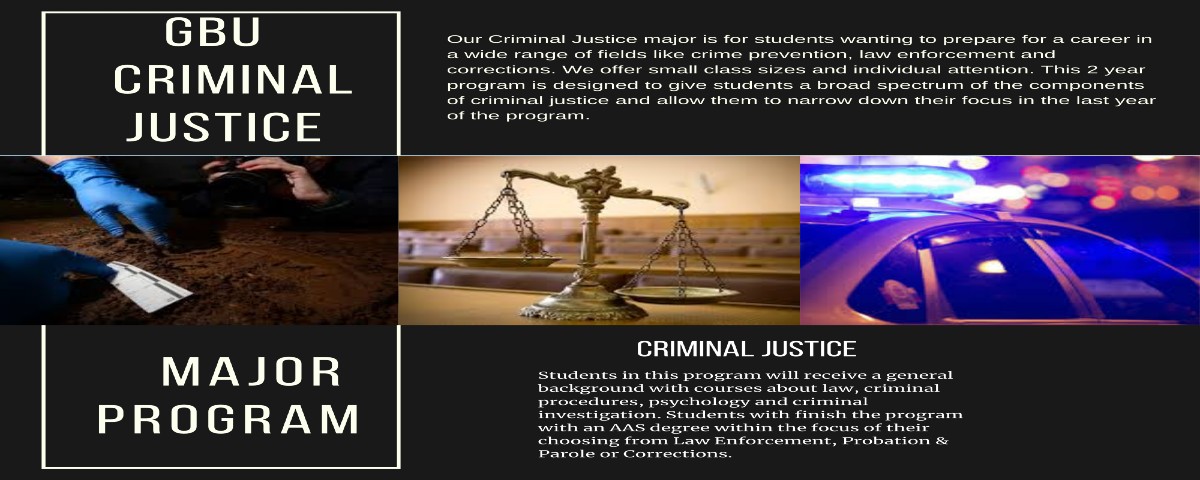 GBU
CRIMINAL
JUSTICE
Our Criminal Justice major is for students wanting to prepare for a career in
a wide range of fields like crime prevention, law enforcement and
corrections. We offer small class sizes and individual attention. This 2 year
program is designed to give students a broad spectrum of the components
of criminal justice and allow them to narrow down their focus in the last year
of the program.
MAJOR
PROGRAM
CRIMINAL JUSTICE
Students in this program will receive a general
background with courses about law, criminal
procedures, psychology and criminal
investigation. Students with finish the program
with an AAS degree within the focus of their
choosing from Law Enforcement, Probation &
Parole or Corrections.